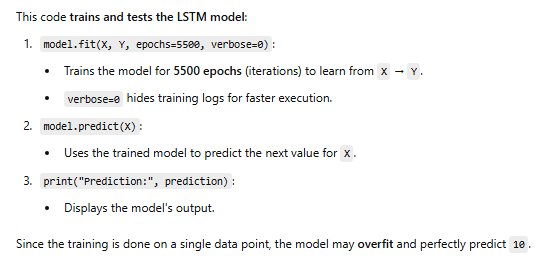 This code trains and tests the LSTM model:
1. model.fit(X, Y, epochs=5500, verbose=0):
• Trains the model for 5500 epochs (iterations) to learn from X → Y.
• verbose=0 hides training logs for faster execution.
2. model.predict(X):
• Uses the trained model to predict the next value for X.
3. print("Prediction:", prediction):
• Displays the model's output.
Since the training is done on a single data point, the model may overfit and perfectly predict 10.